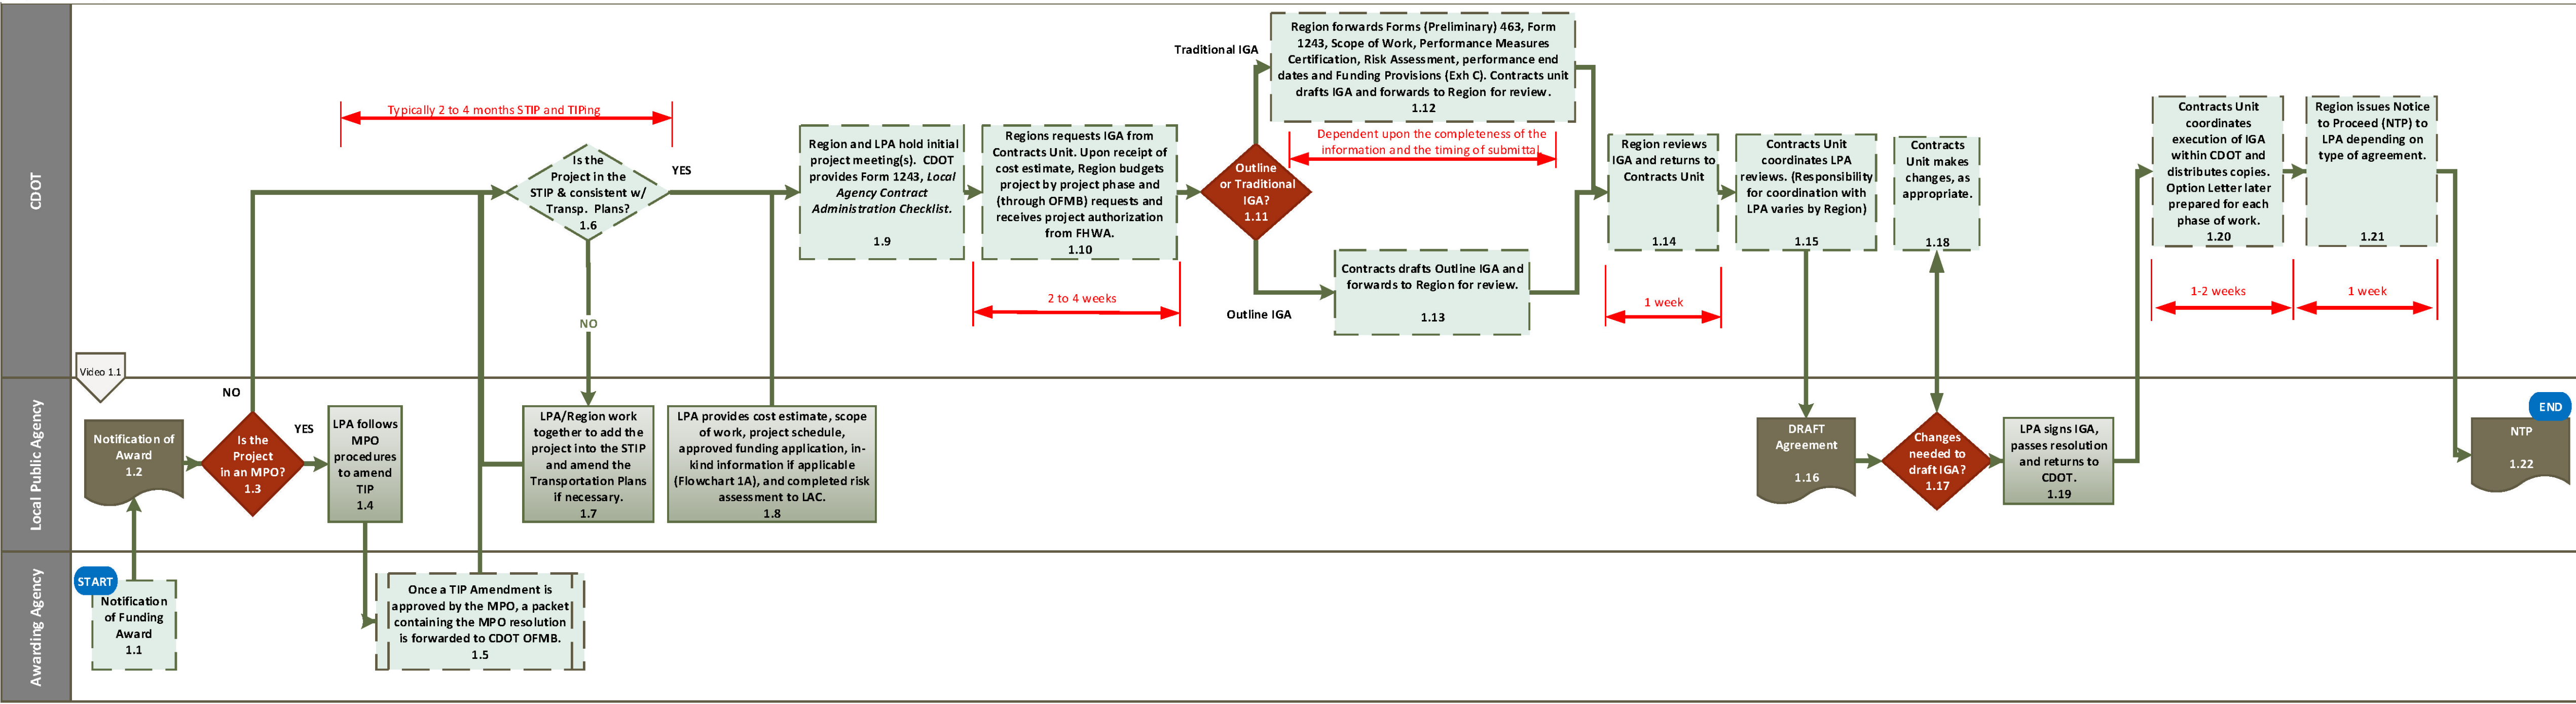 CDOT
Local Public Agency
Awarding Agency
START
Notification
of Funding
Award
1.1
Video 1.1
Notification of
Award
1.2
Is the
Project
in an MPO?
1.3
NO
YES
LPA follows
MPO
procedures
to amend
TIP
1.4
Once a TIP Amendment is
approved by the MPO, a packet
containing the MPO resolution
is forwarded to CDOT OFMB.
1.5
Typically 2 to 4 months STIP and TIPing
Is the
Project in the
STIP & consistent w/
Transp. Plans?
1.6
YES
NO
LPA/Region work
together to add the
project into the STIP
and amend the
Transportation Plans
if necessary.
1.7
LPA provides cost estimate, scope
of work, project schedule,
approved funding application, in-
kind information if applicable
(Flowchart 1A), and completed risk
assessment to LAC.
1.8
Region and LPA hold initial
project meeting(s). CDOT
provides Form 1243, Local
Agency Contract
Administration Checklist.
1.9
Regions requests IGA from
Contracts Unit. Upon receipt of
cost estimate, Region budgets
project by project phase and
(through OFMB) requests and
receives project authorization
from FHWA.
1.10
2 to 4 weeks
Outline
or Traditional
IGA?
1.11
Traditional IGA
Region forwards Forms (Preliminary) 463, Form
1243, Scope of Work, Performance Measures
Certification, Risk Assessment, performance end
dates and Funding Provisions (Exh C). Contracts unit
drafts IGA and forwards to Region for review.
1.12
Dependent upon the completeness of the
information and the timing of submittal
Outline IGA
Contracts drafts Outline IGA and
forwards to Region for review.
1.13
Region reviews
IGA and returns to
Contracts Unit
1.14
1 week
Contracts Unit
coordinates LPA
reviews. (Responsibility
for coordination with
LPA varies by Region)
1.15
DRAFT
Agreement
1.16
Changes
needed to
draft IGA?
1.17
Contracts
Unit makes
changes, as
appropriate.
1.18
LPA signs IGA,
passes resolution
and returns to
CDOT.
1.19
Contracts Unit
coordinates
execution of IGA
within CDOT and
distributes copies.
Option Letter later
prepared for each
phase of work.
1.20
1-2 weeks
Region issues Notice
to Proceed (NTP) to
LPA depending on
type of agreement.
1.21
1 week
END
NTP
1.22